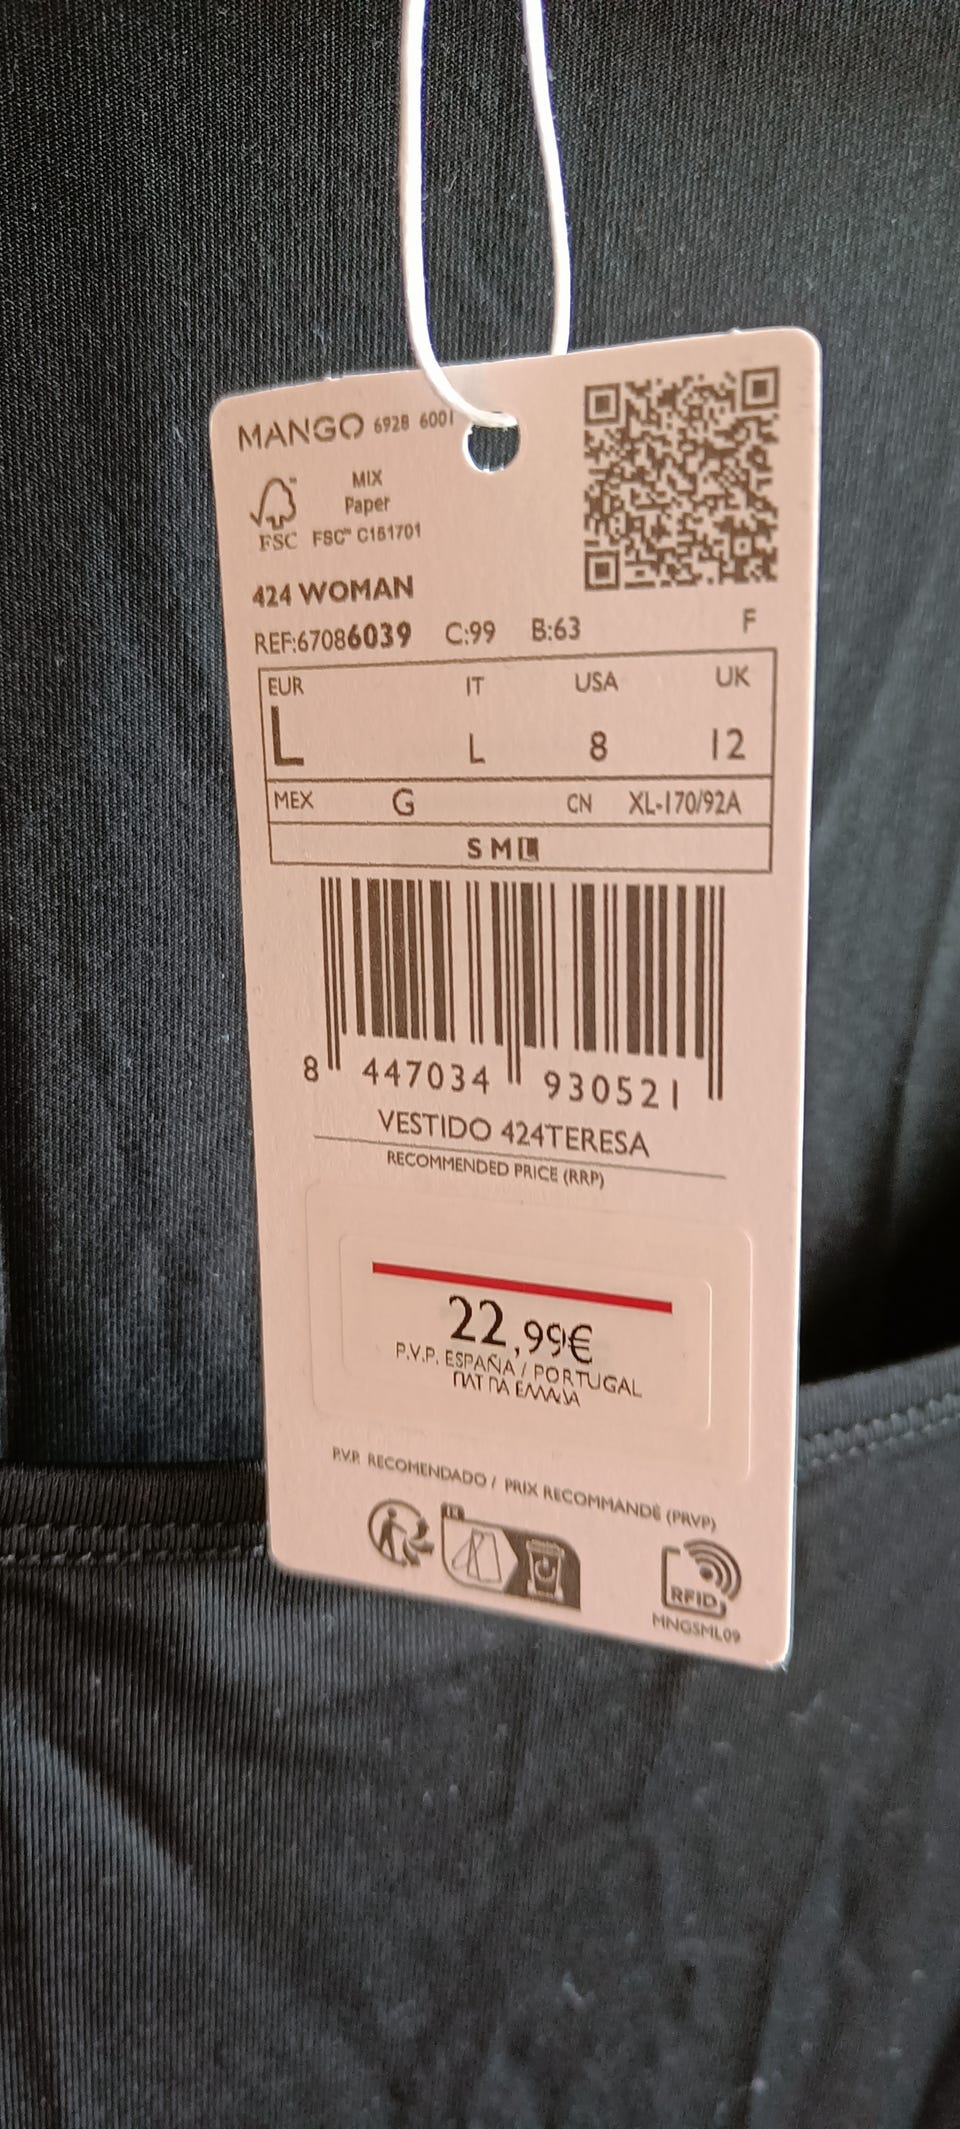 MANGO 6928 6001
MIX
Paper
FSC FSC™ C151701
424 WOMAN
REF:67086039 C:99 B:63 F
EUR IT USA UK
L L 8 12
MEX G CN XL-170/92A
S M L
8 447034 930521
VESTIDO 424TERESA
RECOMMENDED PRICE (RRP)
22,99€
P.V.P. ESPAÑA / PORTUGAL
ΠΛΤ ΓΙΑ ΕΛΛΑΔΑ
P.V.P. RECOMENDADO / PRIX RECOMMANDÉ (PRVP)
RFID
MNGSML09